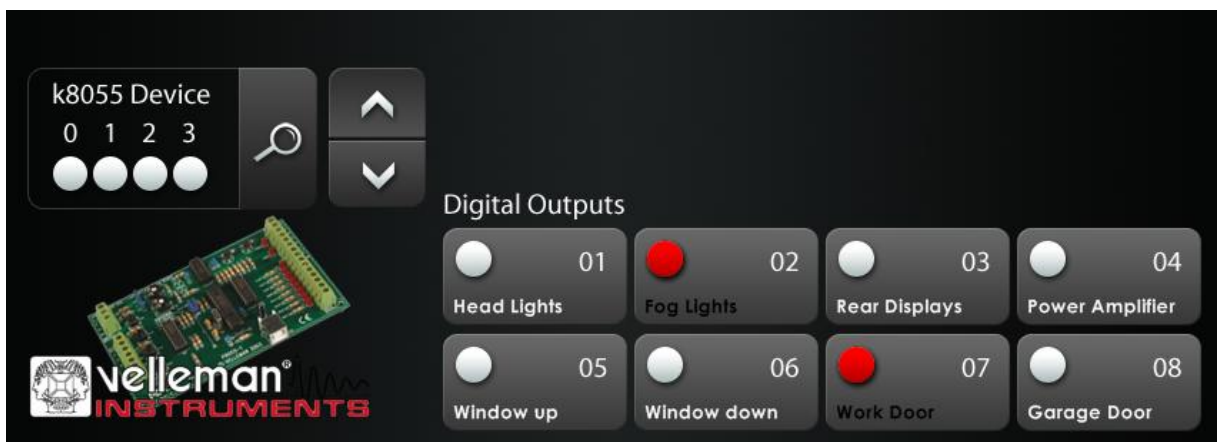 k8055 Device
0 1 2 3
Digital Outputs
01 02 03 04
Head Lights Fog Lights Rear Displays Power Amplifier
05 06 07 08
Window up Window down Work Door Garage Door
velleman®
INSTRUMENTS